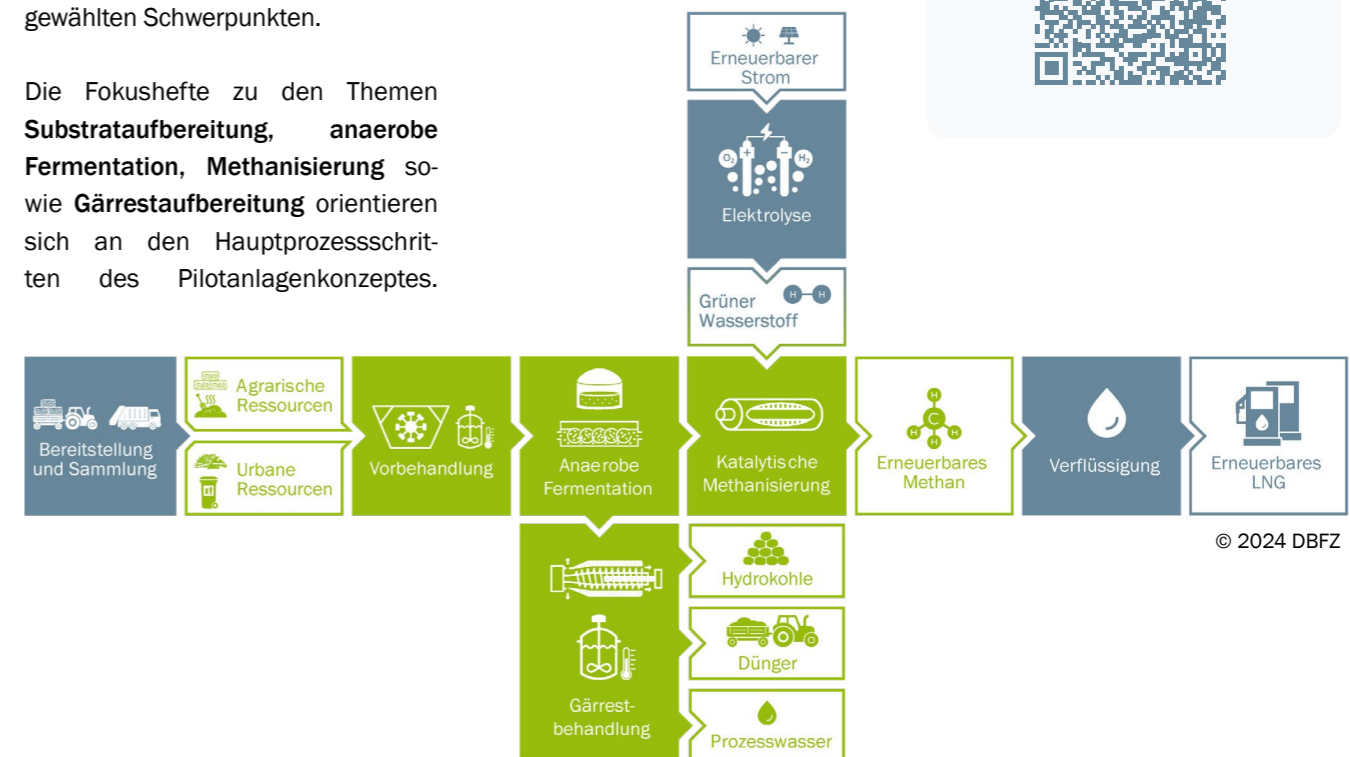 gewählten Schwerpunkten.
Die Fokushefte zu den Themen
Substrataufbereitung, anaerobe
Fermentation, Methanisierung so-
wie Gärrestaufbereitung orientieren
sich an den Hauptprozessschrit-
ten des Pilotanlagenkonzeptes.
Erneuerbarer
Strom
O₂ + − H₂
Elektrolyse
Grüner
Wasserstoff
H H
Bereitstellung
und Sammlung
Agrarische
Ressourcen
Urbane
Ressourcen
Vorbehandlung
Anaerobe
Fermentation
Katalytische
Methanisierung
H
H C H
H
Erneuerbares
Methan
Verflüssigung
Erneuerbares
LNG
© 2024 DBFZ
Gärrest-
behandlung
Hydrokohle
Dünger
Prozesswasser